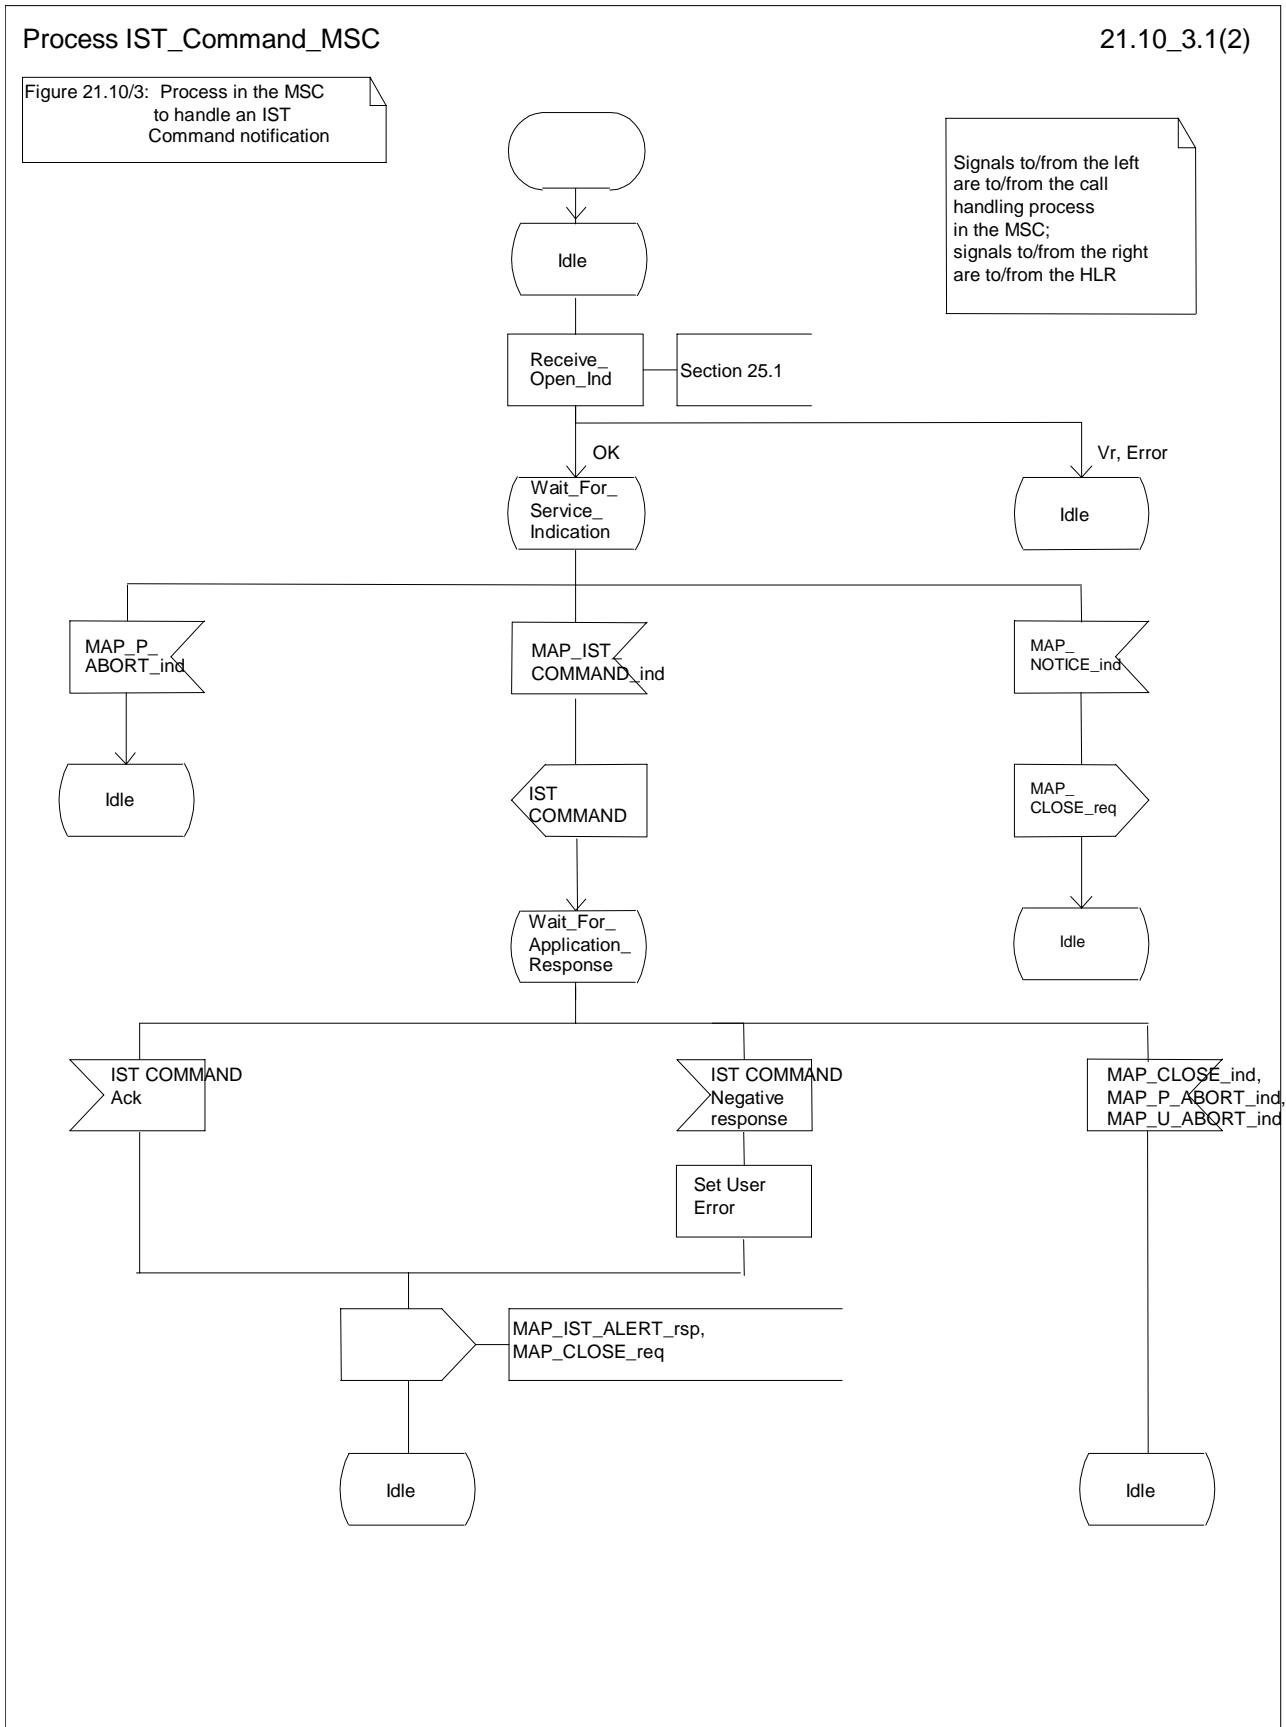 Process IST_Command_MSC
21.10_3.1(2)
Figure 21.10/3: Process in the MSC
to handle an IST
Command notification
Signals to/from the left
are to/from the call
handling process
in the MSC;
signals to/from the right
are to/from the HLR
Idle
Receive_
Open_Ind
Section 25.1
OK
Vr, Error
Wait_For_
Service_
Indication
Idle
MAP_P_
ABORT_ind
MAP_IST_
COMMAND_ind
MAP_
NOTICE_ind
Idle
IST
COMMAND
MAP_
CLOSE_req
Wait_For_
Application_
Response
Idle
IST COMMAND
Ack
IST COMMAND
Negative
response
MAP_CLOSE_ind,
MAP_P_ABORT_ind,
MAP_U_ABORT_ind
Set User
Error
MAP_IST_ALERT_rsp,
MAP_CLOSE_req
Idle
Idle